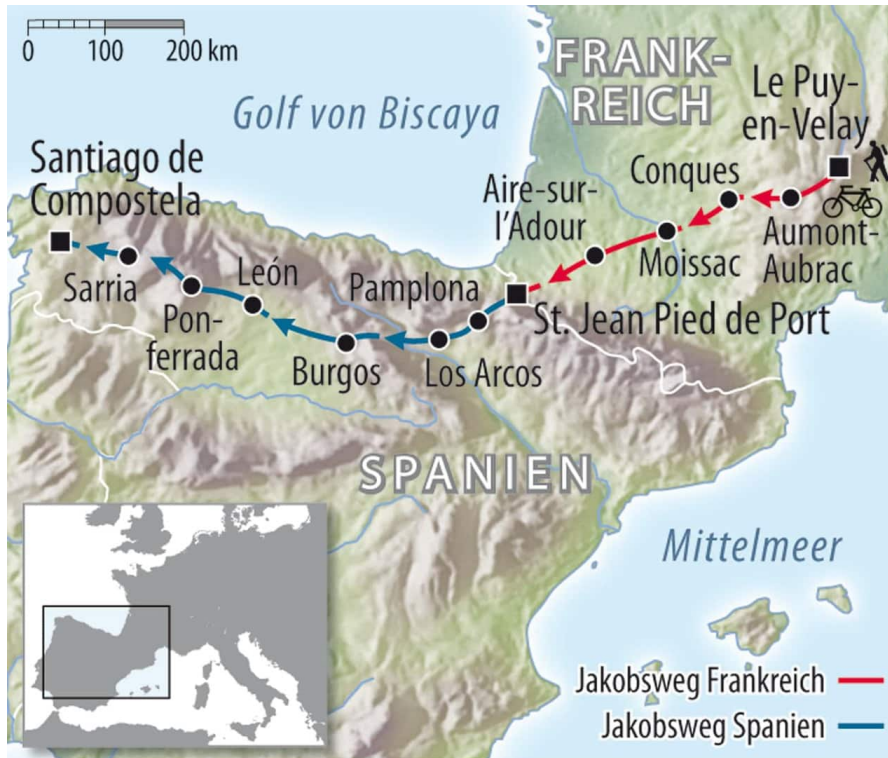 0 100 200 km
FRANK-
REICH
Golf von Biscaya
Le Puy-
en-Velay
Santiago de
Compostela
Conques
Aire-sur-
l'Adour
Aumont-
Aubrac
Moissac
Sarria
León
Pamplona
St. Jean Pied de Port
Pon-
ferrada
Burgos
Los Arcos
SPANIEN
Mittelmeer
Jakobsweg Frankreich
Jakobsweg Spanien